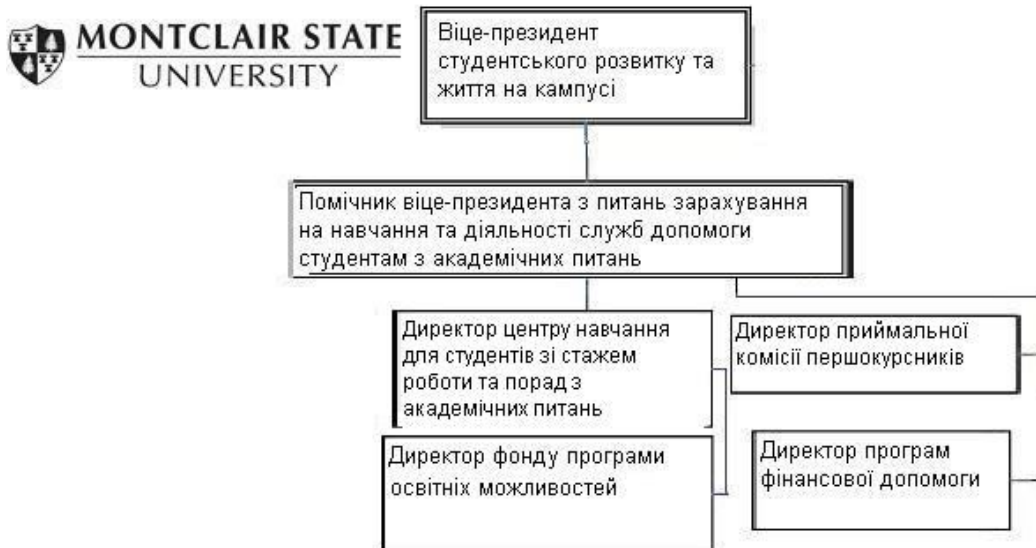 MONTCLAIR STATE
UNIVERSITY
Віце-президент
студентського розвитку та
життя на кампусі
Помічник віце-президента з питань зарахування
на навчання та діяльності служб допомоги
студентам з академічних питань
Директор центру навчання
для студентів зі стажем
роботи та порад з
академічних питань
Директор приймальної
комісії першокурсників
Директор фонду програми
освітніх можливостей
Директор програм
фінансової допомоги